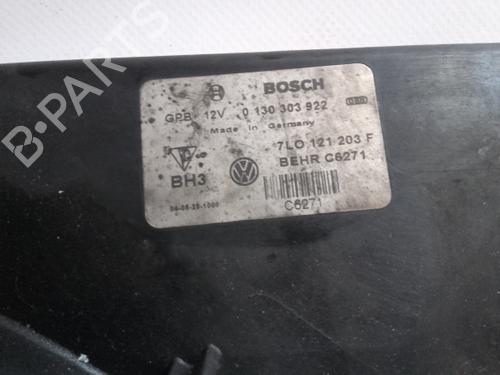 BOSCH
GPB 12V 0 130 303 922
Made in Germany
7L0 121 203 F
BEHR C6271
BH3
C6271
B-PARTS